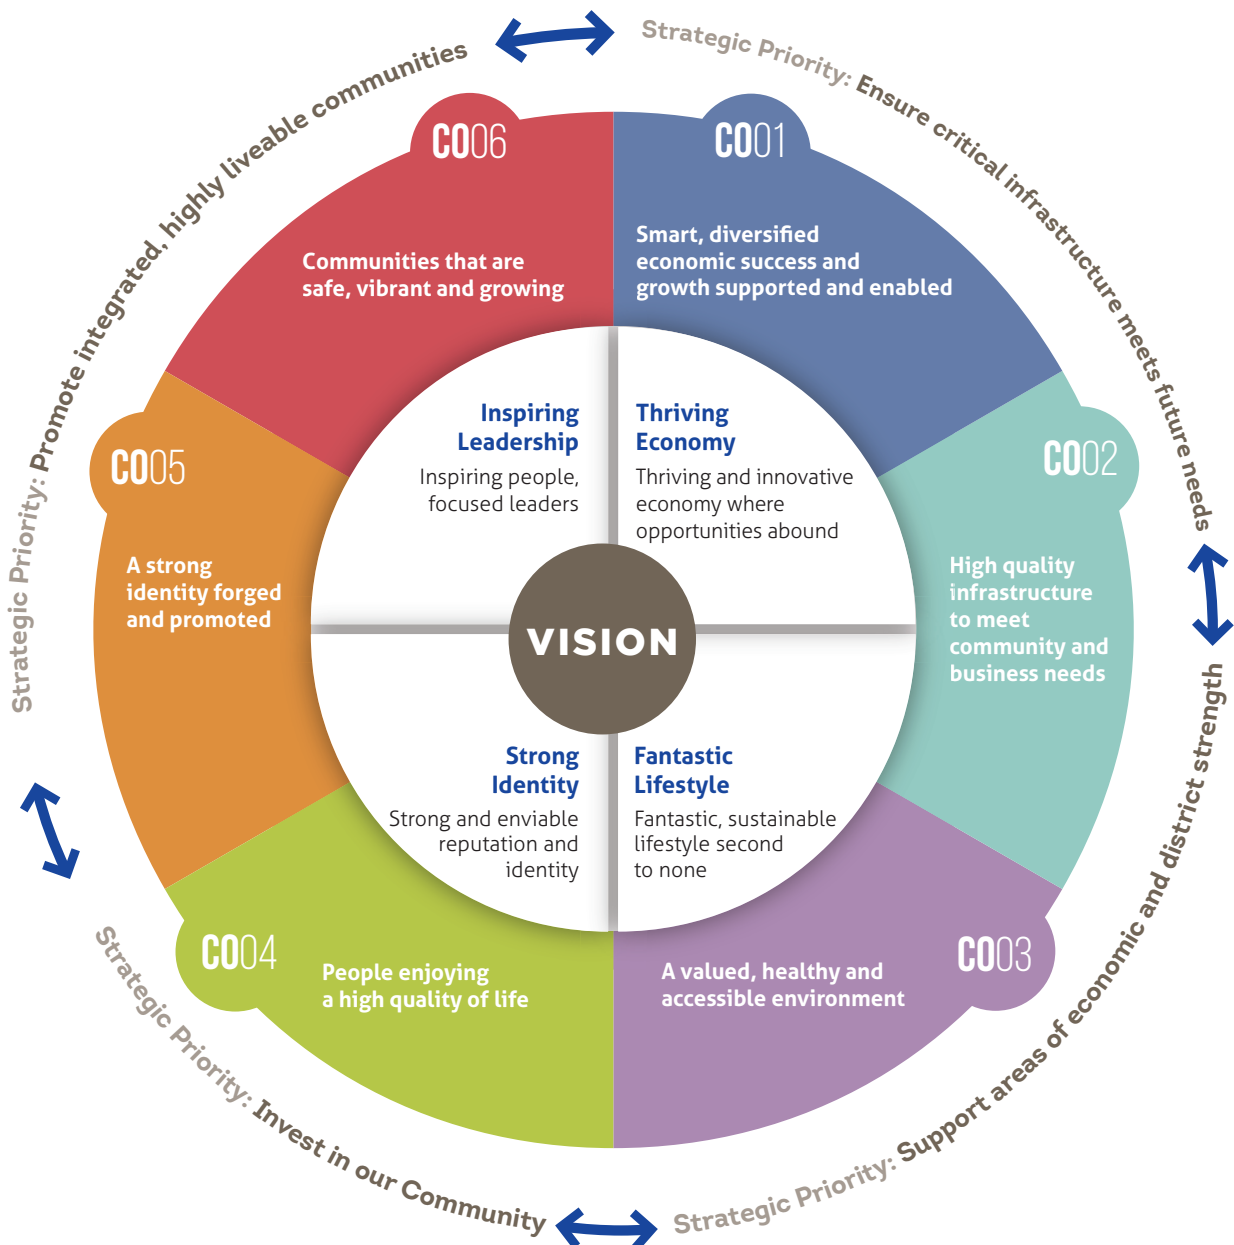 Strategic Priority: Ensure critical infrastructure meets future needs
Strategic Priority: Support areas of economic and district strength
Strategic Priority: Invest in our Community
Strategic Priority: Promote integrated, highly liveable communities
CO01
Smart, diversified
economic success and
growth supported and enabled
CO02
High quality
infrastructure
to meet
community and
business needs
CO03
A valued, healthy and
accessible environment
CO04
People enjoying
a high quality of life
CO05
A strong
identity forged
and promoted
CO06
Communities that are
safe, vibrant and growing
Inspiring
Leadership
Inspiring people,
focused leaders
Thriving
Economy
Thriving and innovative
economy where
opportunities abound
VISION
Strong
Identity
Strong and enviable
reputation and
identity
Fantastic
Lifestyle
Fantastic, sustainable
lifestyle second
to none